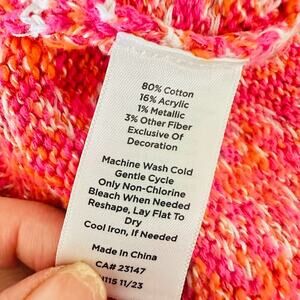 80% Cotton
16% Acrylic
1% Metallic
3% Other Fiber
Exclusive Of
Decoration
Machine Wash Cold
Gentle Cycle
Only Non-Chlorine
Bleach When Needed
Reshape, Lay Flat To
Dry
Cool Iron, If Needed
Made In China
CA# 23147
11/23